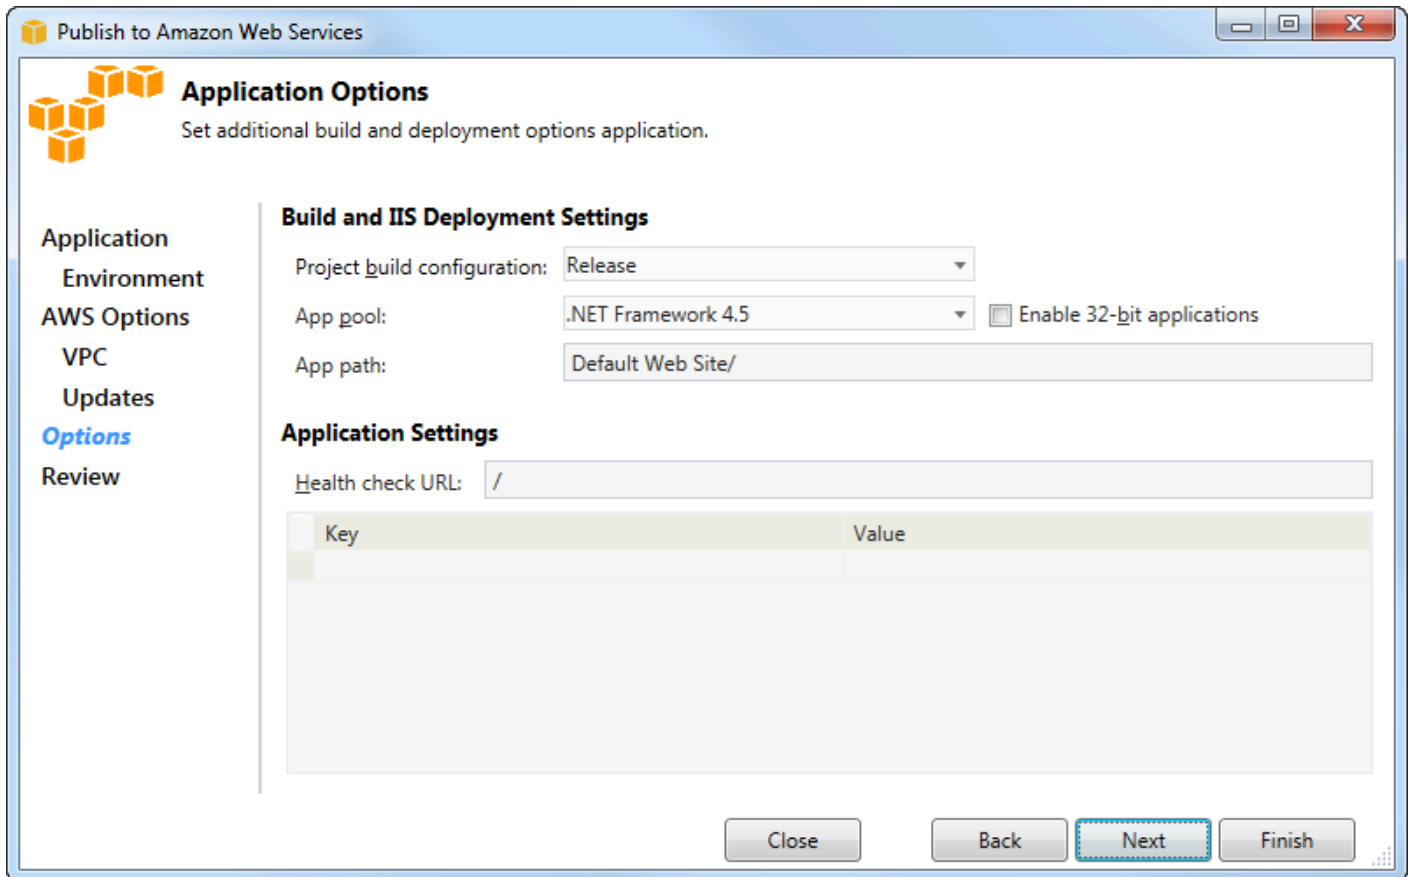 Publish to Amazon Web Services
Application Options
Set additional build and deployment options application.
Application
Environment
AWS Options
VPC
Updates
Options
Review
Build and IIS Deployment Settings
Project build configuration: Release
App pool: .NET Framework 4.5 Enable 32-bit applications
App path: Default Web Site/
Application Settings
Health check URL: /
Key Value
Close Back Next Finish